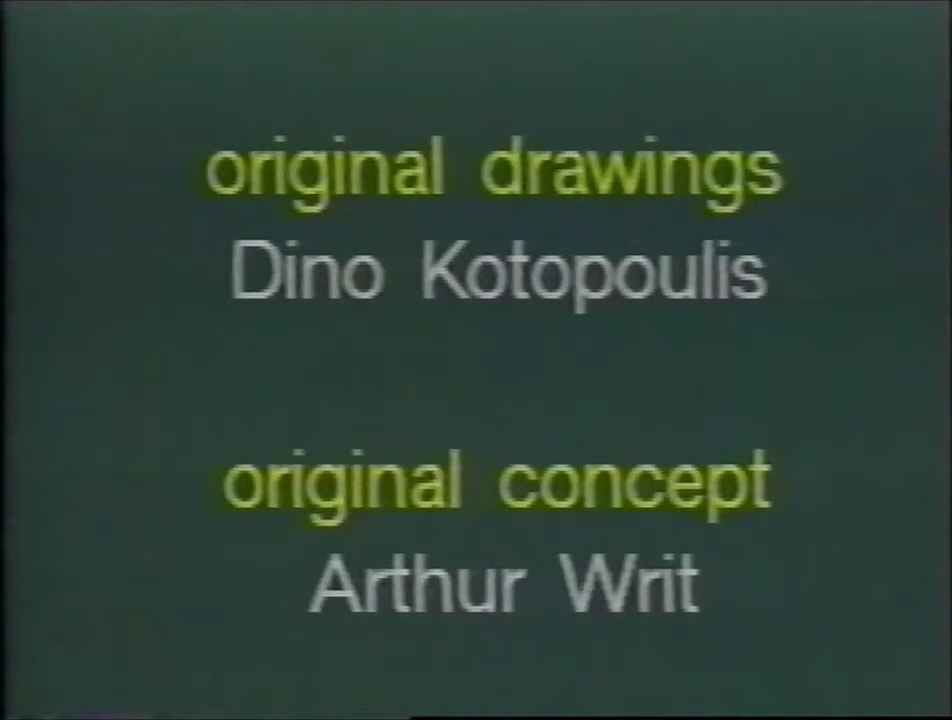 original drawings
Dino Kotopoulis
original concept
Arthur Writ